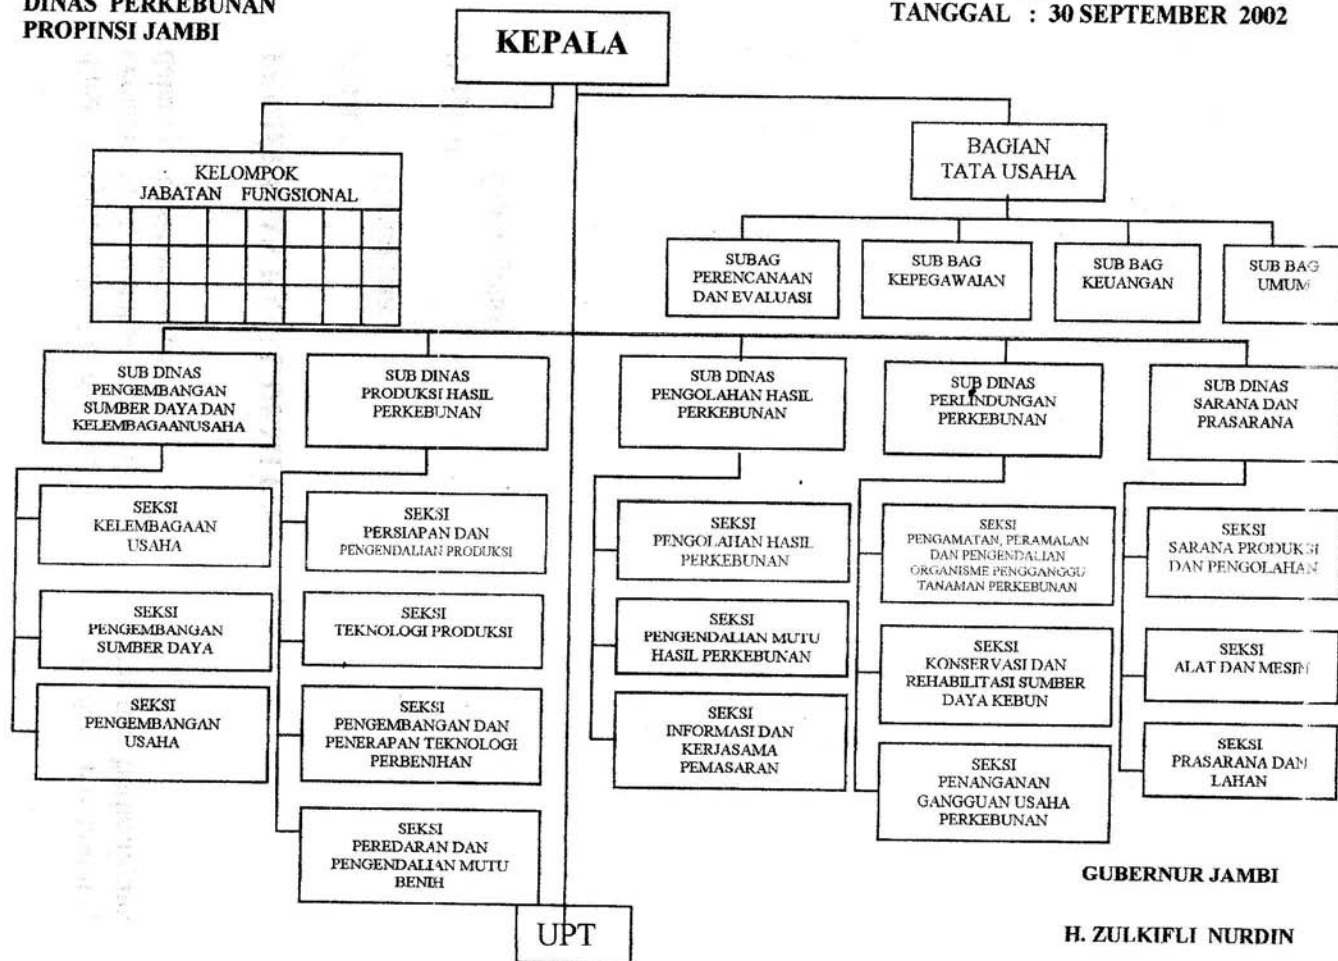 DINAS PERKEBUNAN
PROPINSI JAMBI
TANGGAL : 30 SEPTEMBER 2002
KEPALA
KELOMPOK
JABATAN FUNGSIONAL
BAGIAN
TATA USAHA
SUBAG
PERENCANAAN
DAN EVALUASI
SUB BAG
KEPEGAWAIAN
SUB BAG
KEUANGAN
SUB BAG
UMUM
SUB DINAS
PENGEMBANGAN
SUMBER DAYA DAN
KELEMBAGAANUSAHA
SUB DINAS
PRODUKSI HASIL
PERKEBUNAN
SUB DINAS
PENGOLAHAN HASIL
PERKEBUNAN
SUB DINAS
PERLINDUNGAN
PERKEBUNAN
SUB DINAS
SARANA DAN
PRASARANA
SEKSI
KELEMBAGAAN
USAHA
SEKSI
PENGEMBANGAN
SUMBER DAYA
SEKSI
PENGEMBANGAN
USAHA
SEKSI
PERSIAPAN DAN
PENGENDALIAN PRODUKSI
SEKSI
TEKNOLOGI PRODUKSI
SEKSI
PENGEMBANGAN DAN
PENERAPAN TEKNOLOGI
PERBENIHAN
SEKSI
PEREDARAN DAN
PENGENDALIAN MUTU
BENIH
SEKSI
PENGOLAHAN HASIL
PERKEBUNAN
SEKSI
PENGENDALIAN MUTU
HASIL PERKEBUNAN
SEKSI
INFORMASI DAN
KERJASAMA
PEMASARAN
SEKSI
PENGAMATAN, PERAMALAN
DAN PENGENDALIAN
ORGANISME PENGGANGGU
TANAMAN PERKEBUNAN
SEKSI
KONSERVASI DAN
REHABILITASI SUMBER
DAYA KEBUN
SEKSI
PENANGANAN
GANGGUAN USAHA
PERKEBUNAN
SEKSI
SARANA PRODUKSI
DAN PENGOLAHAN
SEKSI
ALAT DAN MESIN
SEKSI
PRASARANA DAN
LAHAN
UPT
GUBERNUR JAMBI
H. ZULKIFLI NURDIN